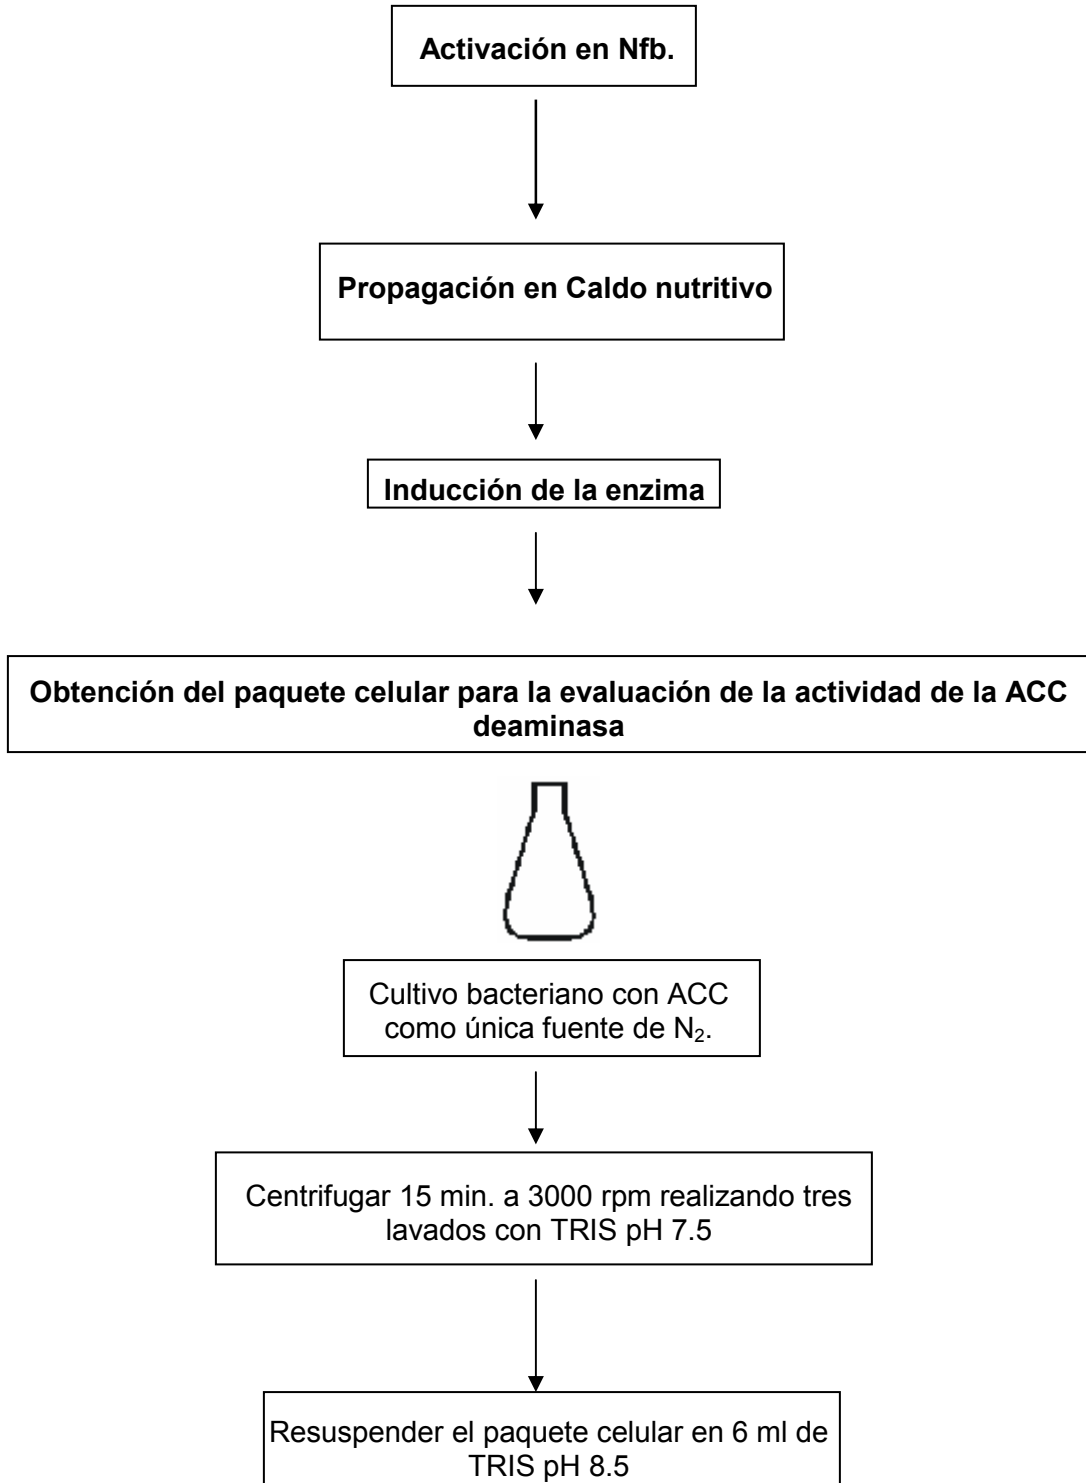 Activación en Nfb.
Propagación en Caldo nutritivo
Inducción de la enzima
Obtención del paquete celular para la evaluación de la actividad de la ACC
deaminasa
Cultivo bacteriano con ACC
como única fuente de N₂.
Centrifugar 15 min. a 3000 rpm realizando tres
lavados con TRIS pH 7.5
Resuspender el paquete celular en 6 ml de
TRIS pH 8.5